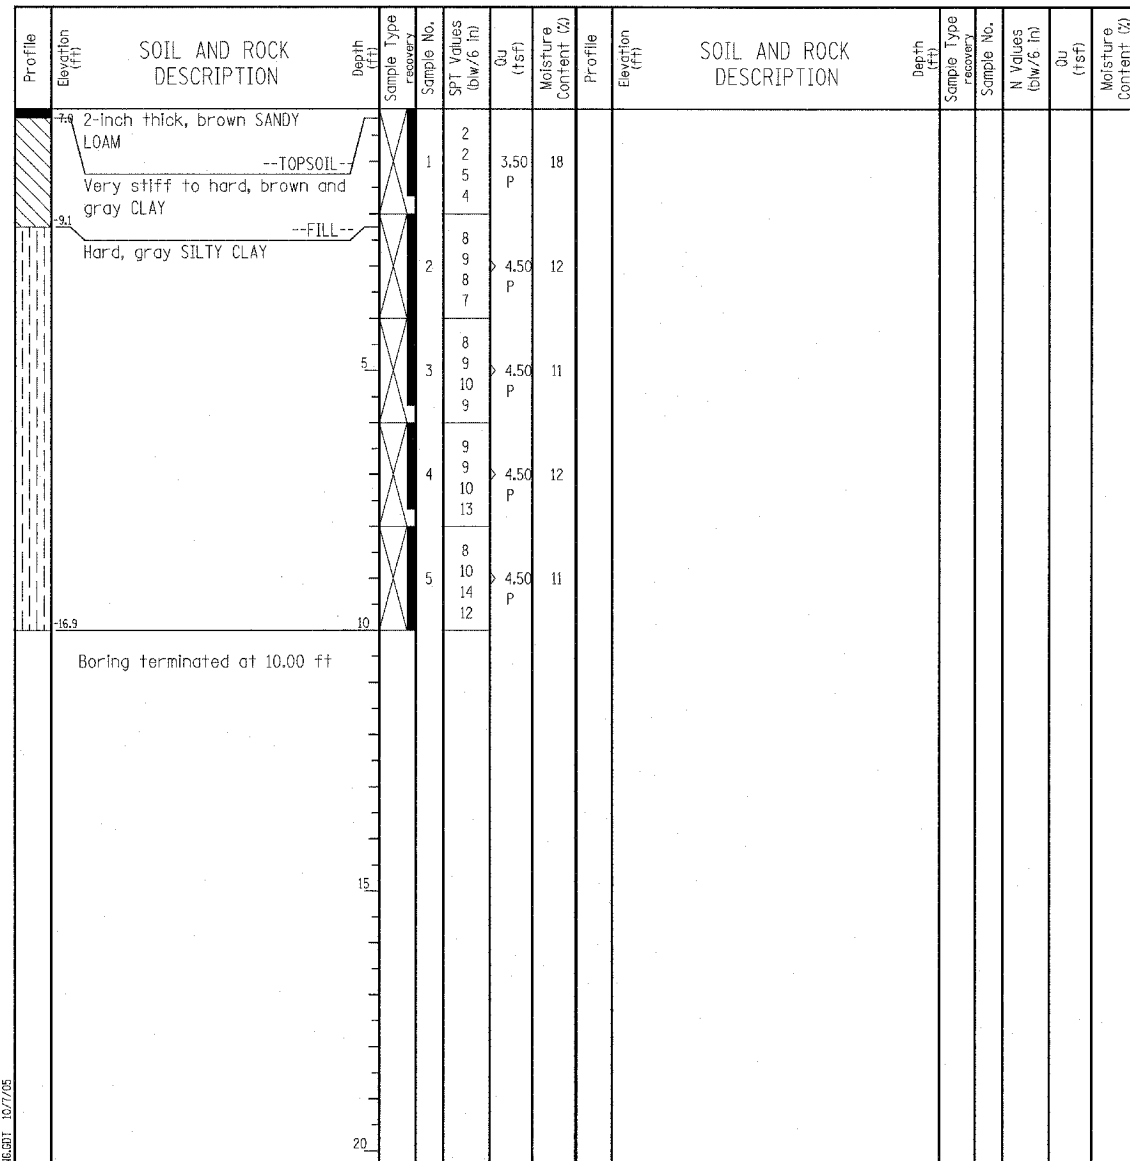 Profile
Elevation (ft)
SOIL AND ROCK
DESCRIPTION
Depth (ft)
Sample Type
recovery
Sample No.
SPT Values
(blw/6 in)
Qu
(tsf)
Moisture
Content (%)
Profile
Elevation (ft)
SOIL AND ROCK
DESCRIPTION
Depth (ft)
Sample Type
recovery
Sample No.
N Values
(blw/6 in)
Qu
(tsf)
Moisture
Content (%)
2-inch thick, brown SANDY
LOAM
--TOPSOIL--
Very stiff to hard, brown and
gray CLAY
-9.1
--FILL--
Hard, gray SILTY CLAY
1
2
2
5
4
3.50
P
18
2
8
9
8
7
> 4.50
P
12
5
3
8
9
10
9
> 4.50
P
11
4
9
9
10
13
> 4.50
P
12
5
8
10
14
12
> 4.50
P
11
-16.9
10
Boring terminated at 10.00 ft
15
20
10/7/05